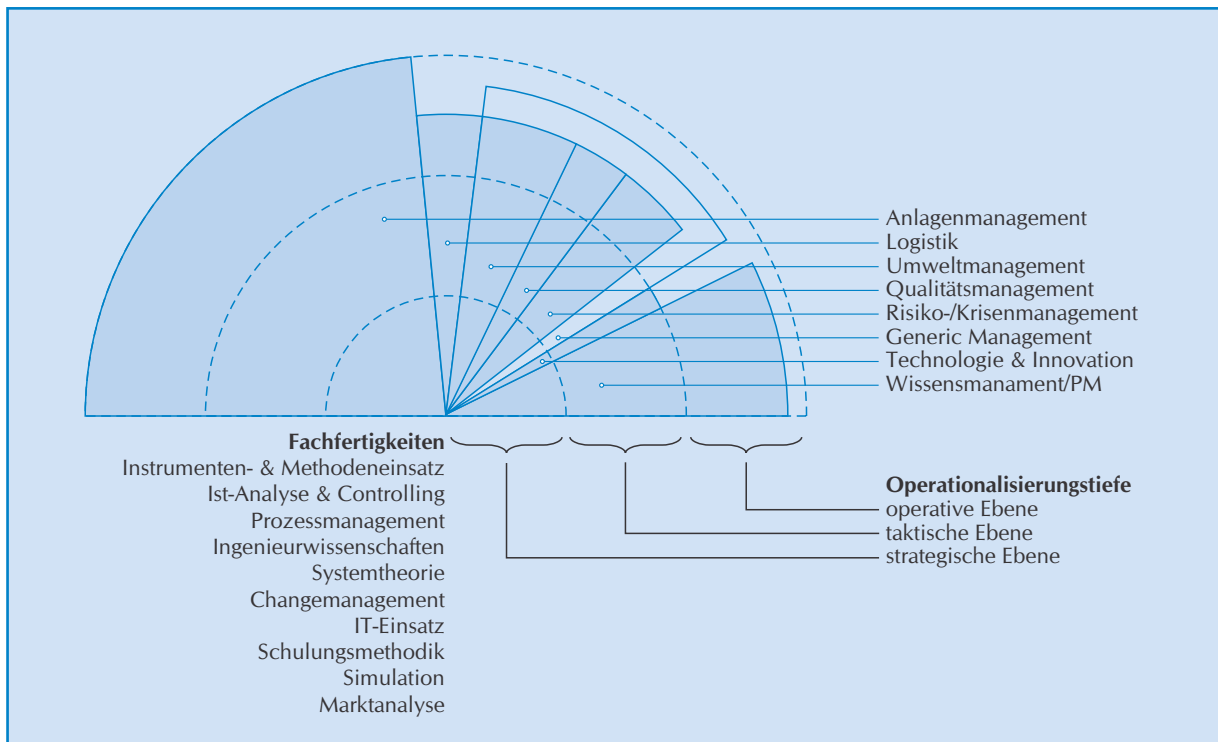 Anlagenmanagement
Logistik
Umweltmanagement
Qualitätsmanagement
Risiko-/Krisenmanagement
Generic Management
Technologie & Innovation
Wissensmanament/PM
Fachfertigkeiten
Instrumenten- & Methodeneinsatz
Ist-Analyse & Controlling
Prozessmanagement
Ingenieurwissenschaften
Systemtheorie
Changemanagement
IT-Einsatz
Schulungsmethodik
Simulation
Marktanalyse
Operationalisierungstiefe
operative Ebene
taktische Ebene
strategische Ebene